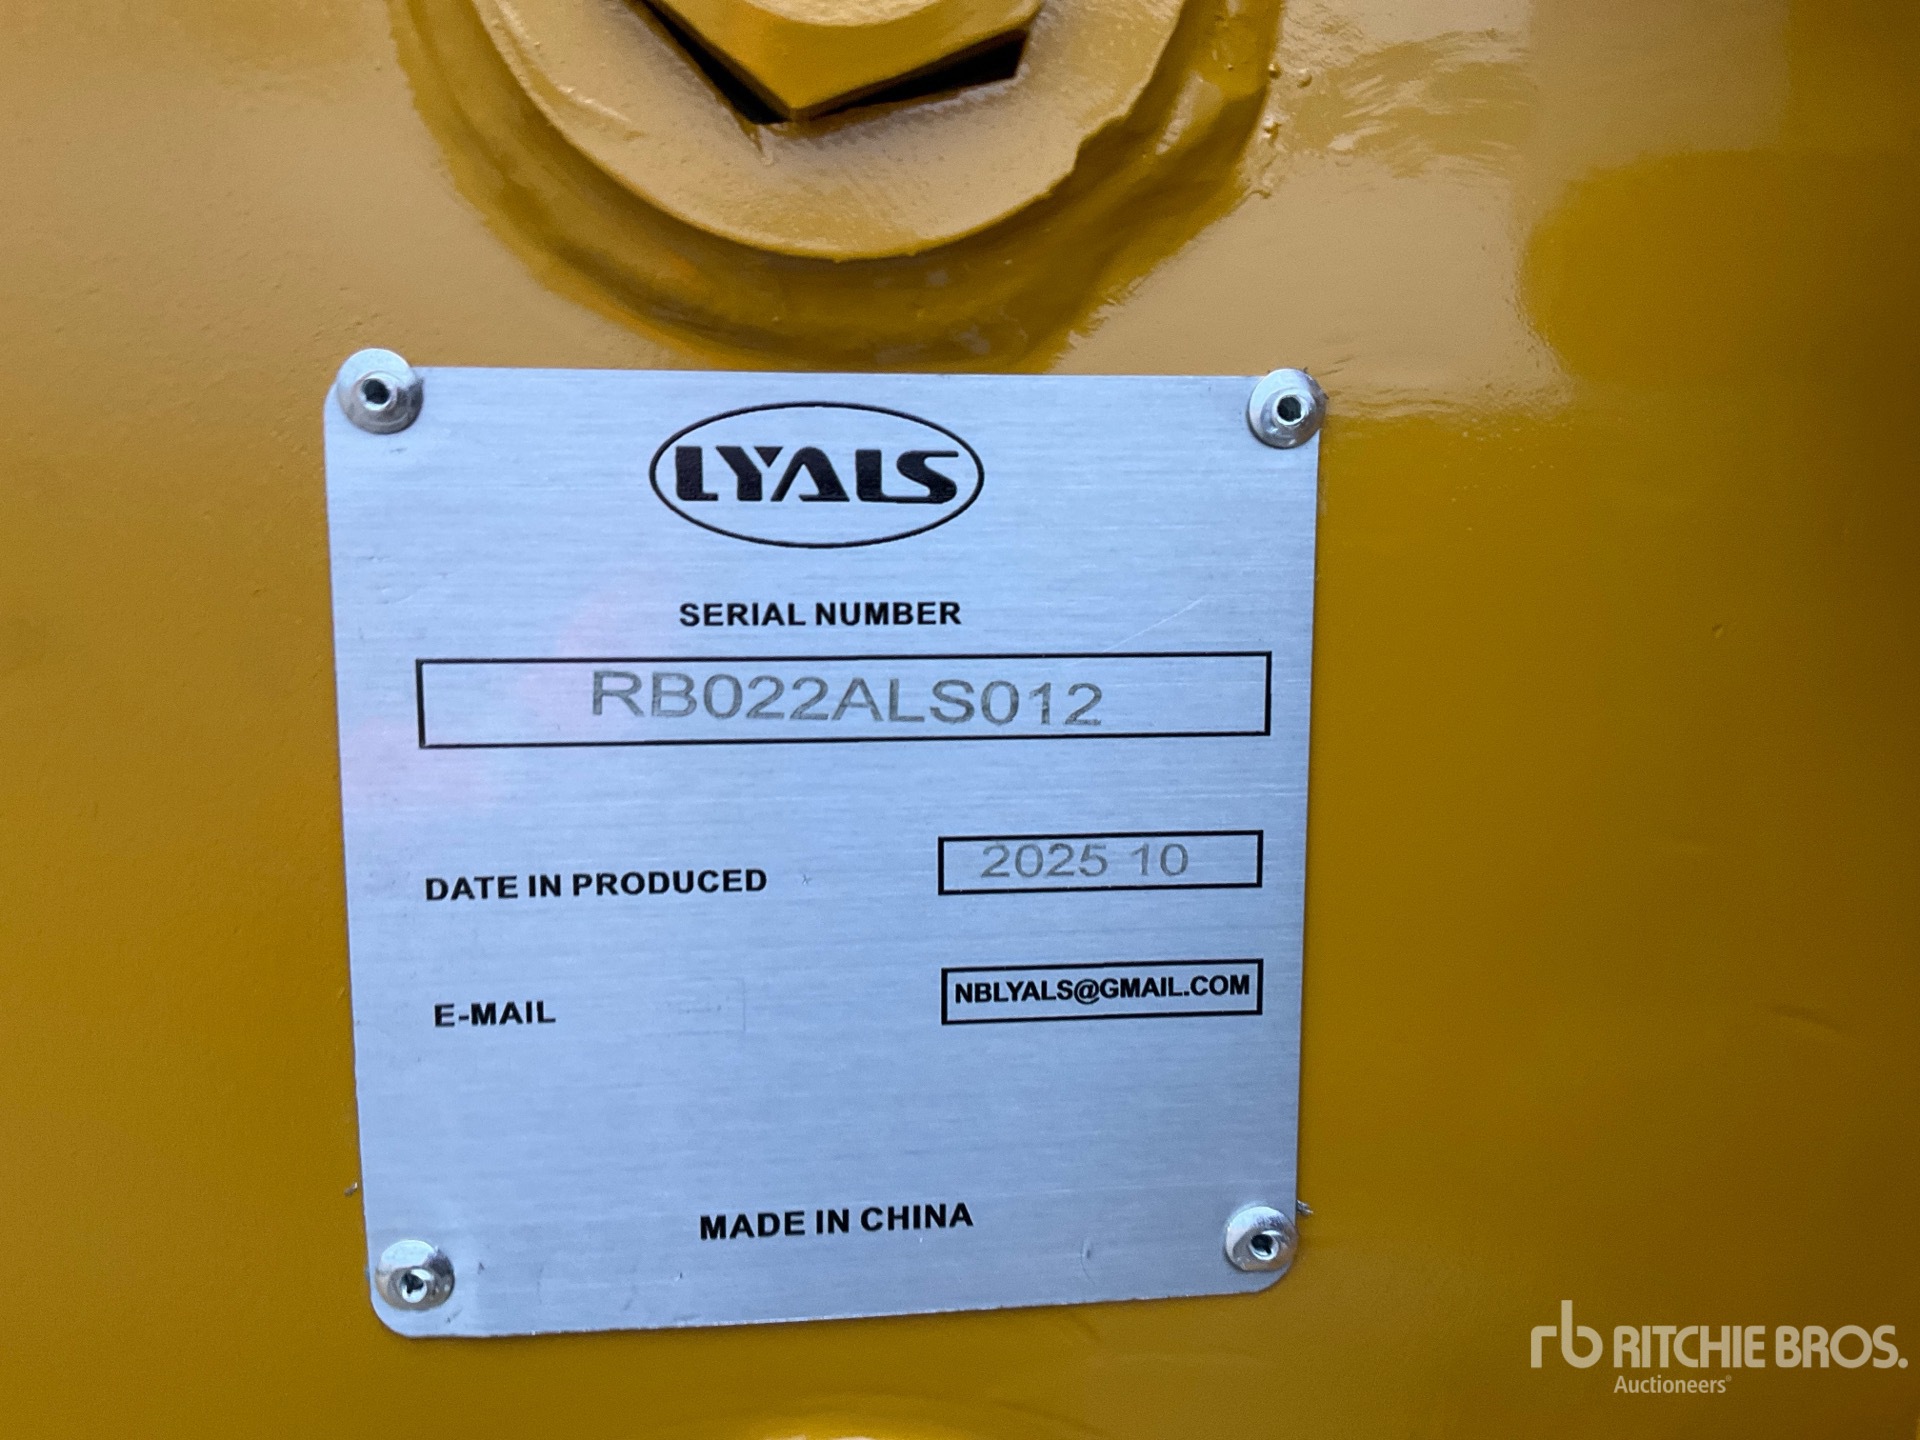 LYALS
SERIAL NUMBER
RB022ALS012
DATE IN PRODUCED 2025 10
E-MAIL NBLYALS@GMAIL.COM
MADE IN CHINA
rb RITCHIE BROS.
Auctioneers®